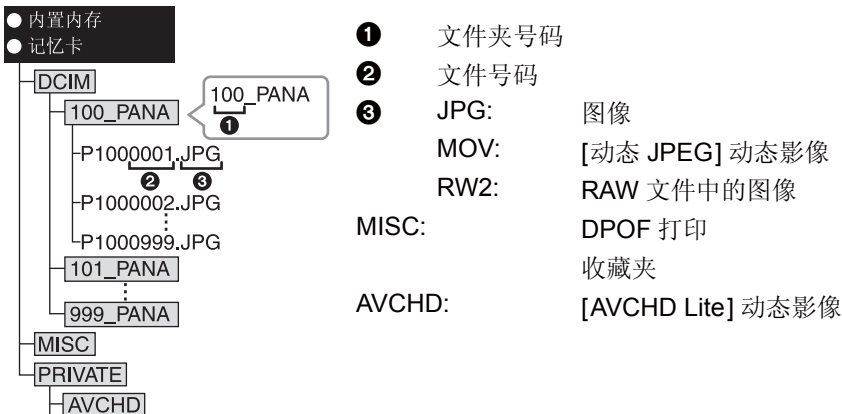 ● 内置内存
● 记忆卡
DCIM
100_PANA
100_PANA
❶
P1000001.JPG
❷ ❸
P1000002.JPG
P1000999.JPG
101_PANA
999_PANA
MISC
PRIVATE
AVCHD
❶ 文件夹号码
❷ 文件号码
❸ JPG: 图像
MOV: [动态 JPEG] 动态影像
RW2: RAW 文件中的图像
MISC: DPOF 打印
收藏夹
AVCHD: [AVCHD Lite] 动态影像